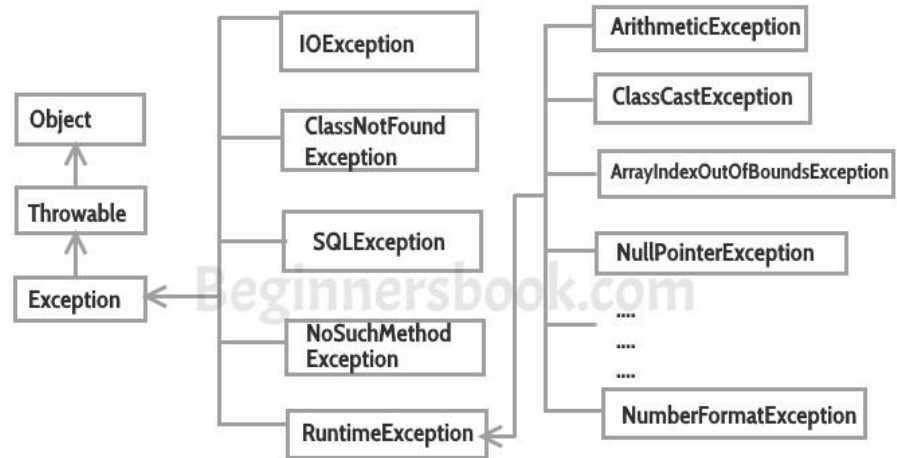 Object
Throwable
Exception
IOException
ClassNotFound
Exception
SQLException
NoSuchMethod
Exception
RuntimeException
ArithmeticException
ClassCastException
ArrayIndexOutOfBoundsException
NullPointerException
....
....
....
NumberFormatException
Beginnersbook.com